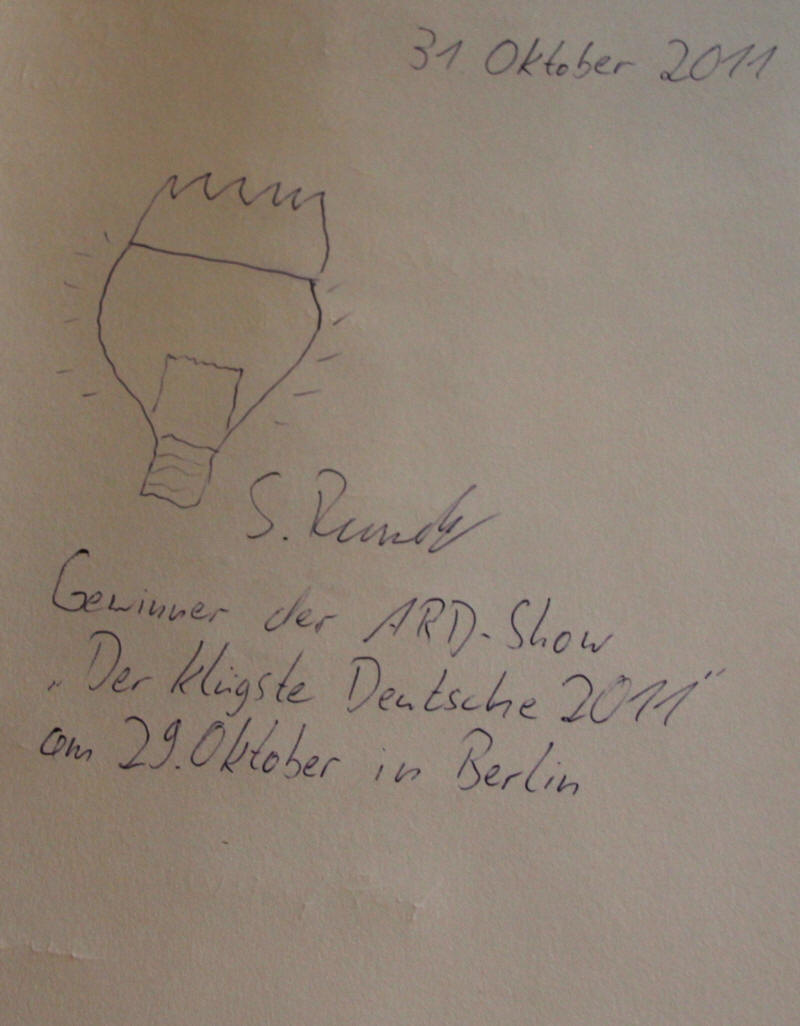 31. Oktober 2011
S.
Gewinner der ARD-Show
„Der klügste Deutsche 2011"
am 29. Oktober in Berlin